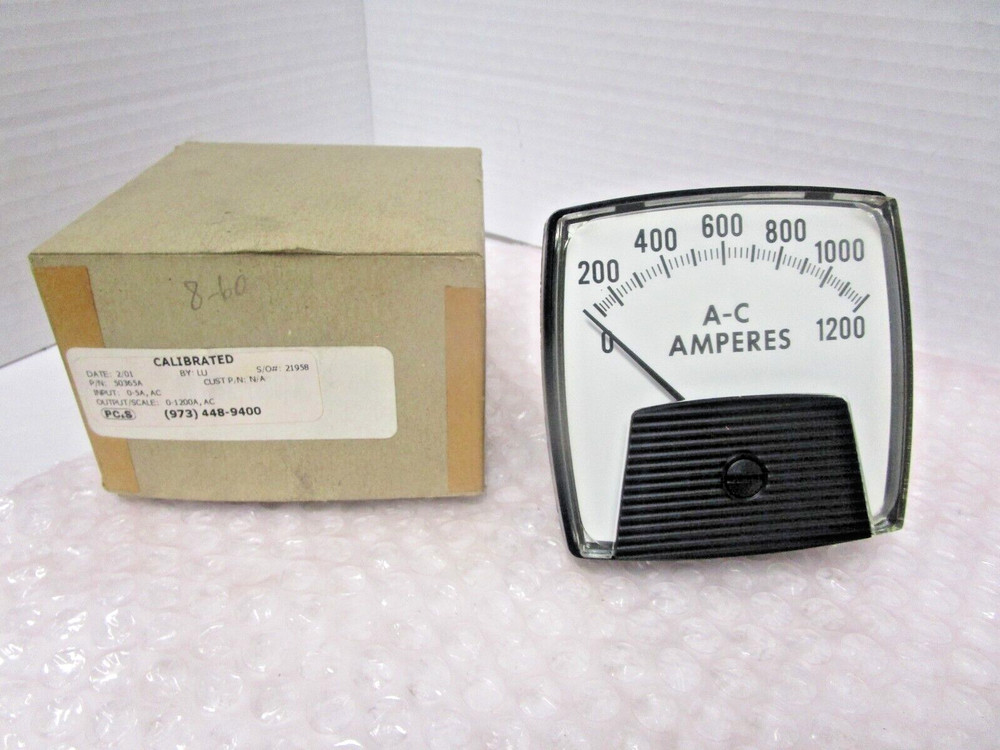 8-60
CALIBRATED
DATE: 2/01 BY: LU S/O#: 21958
P/N: 50365A CUST P/N: N/A
INPUT: 0-5A, AC
OUTPUT/SCALE: 0-1200A, AC
PC&S (973) 448-9400
0 200 400 600 800 1000 1200
A-C
AMPERES